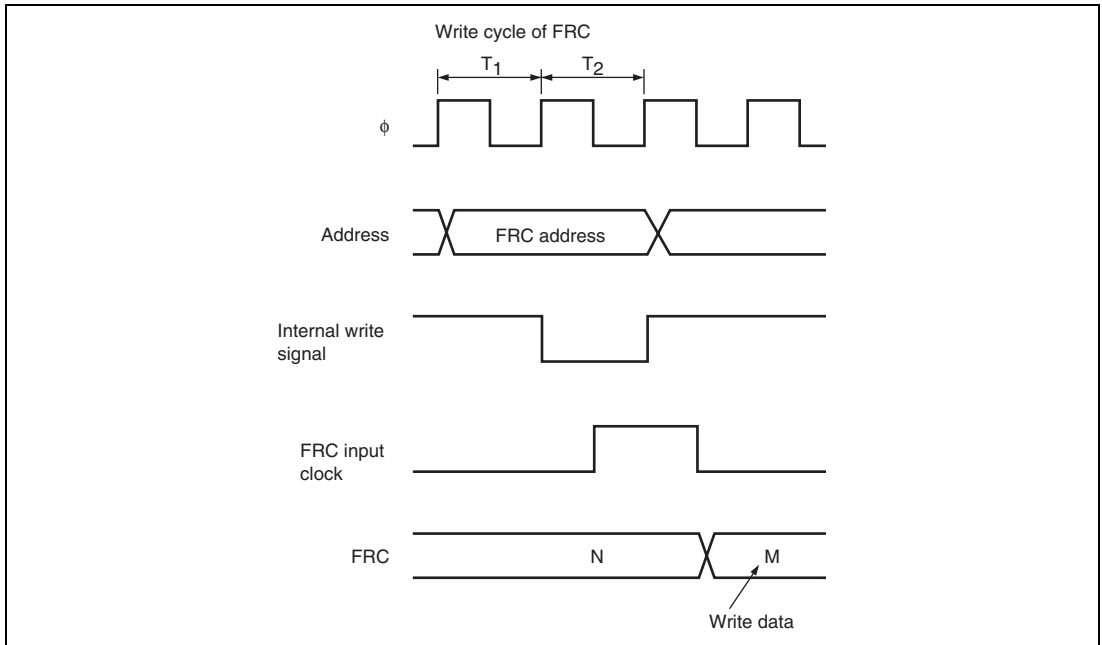 Write cycle of FRC
T1
T2
ϕ
Address
FRC address
Internal write
signal
FRC input
clock
FRC
N
M
Write data